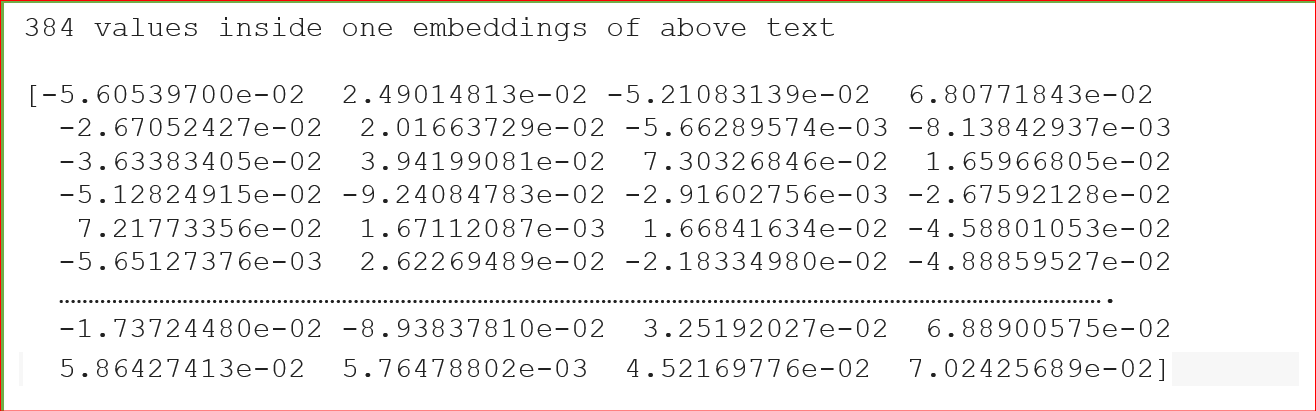 384 values inside one embeddings of above text
[-5.60539700e-02 2.49014813e-02 -5.21083139e-02 6.80771843e-02
-2.67052427e-02 2.01663729e-02 -5.66289574e-03 -8.13842937e-03
-3.63383405e-02 3.94199081e-02 7.30326846e-02 1.65966805e-02
-5.12824915e-02 -9.24084783e-02 -2.91602756e-03 -2.67592128e-02
7.21773356e-02 1.67112087e-03 1.66841634e-02 -4.58801053e-02
-5.65127376e-03 2.62269489e-02 -2.18334980e-02 -4.88859527e-02
……………………………………………………………………………………………………………………………………………………………….
-1.73724480e-02 -8.93837810e-02 3.25192027e-02 6.88900575e-02
5.86427413e-02 5.76478802e-03 4.52169776e-02 7.02425689e-02]